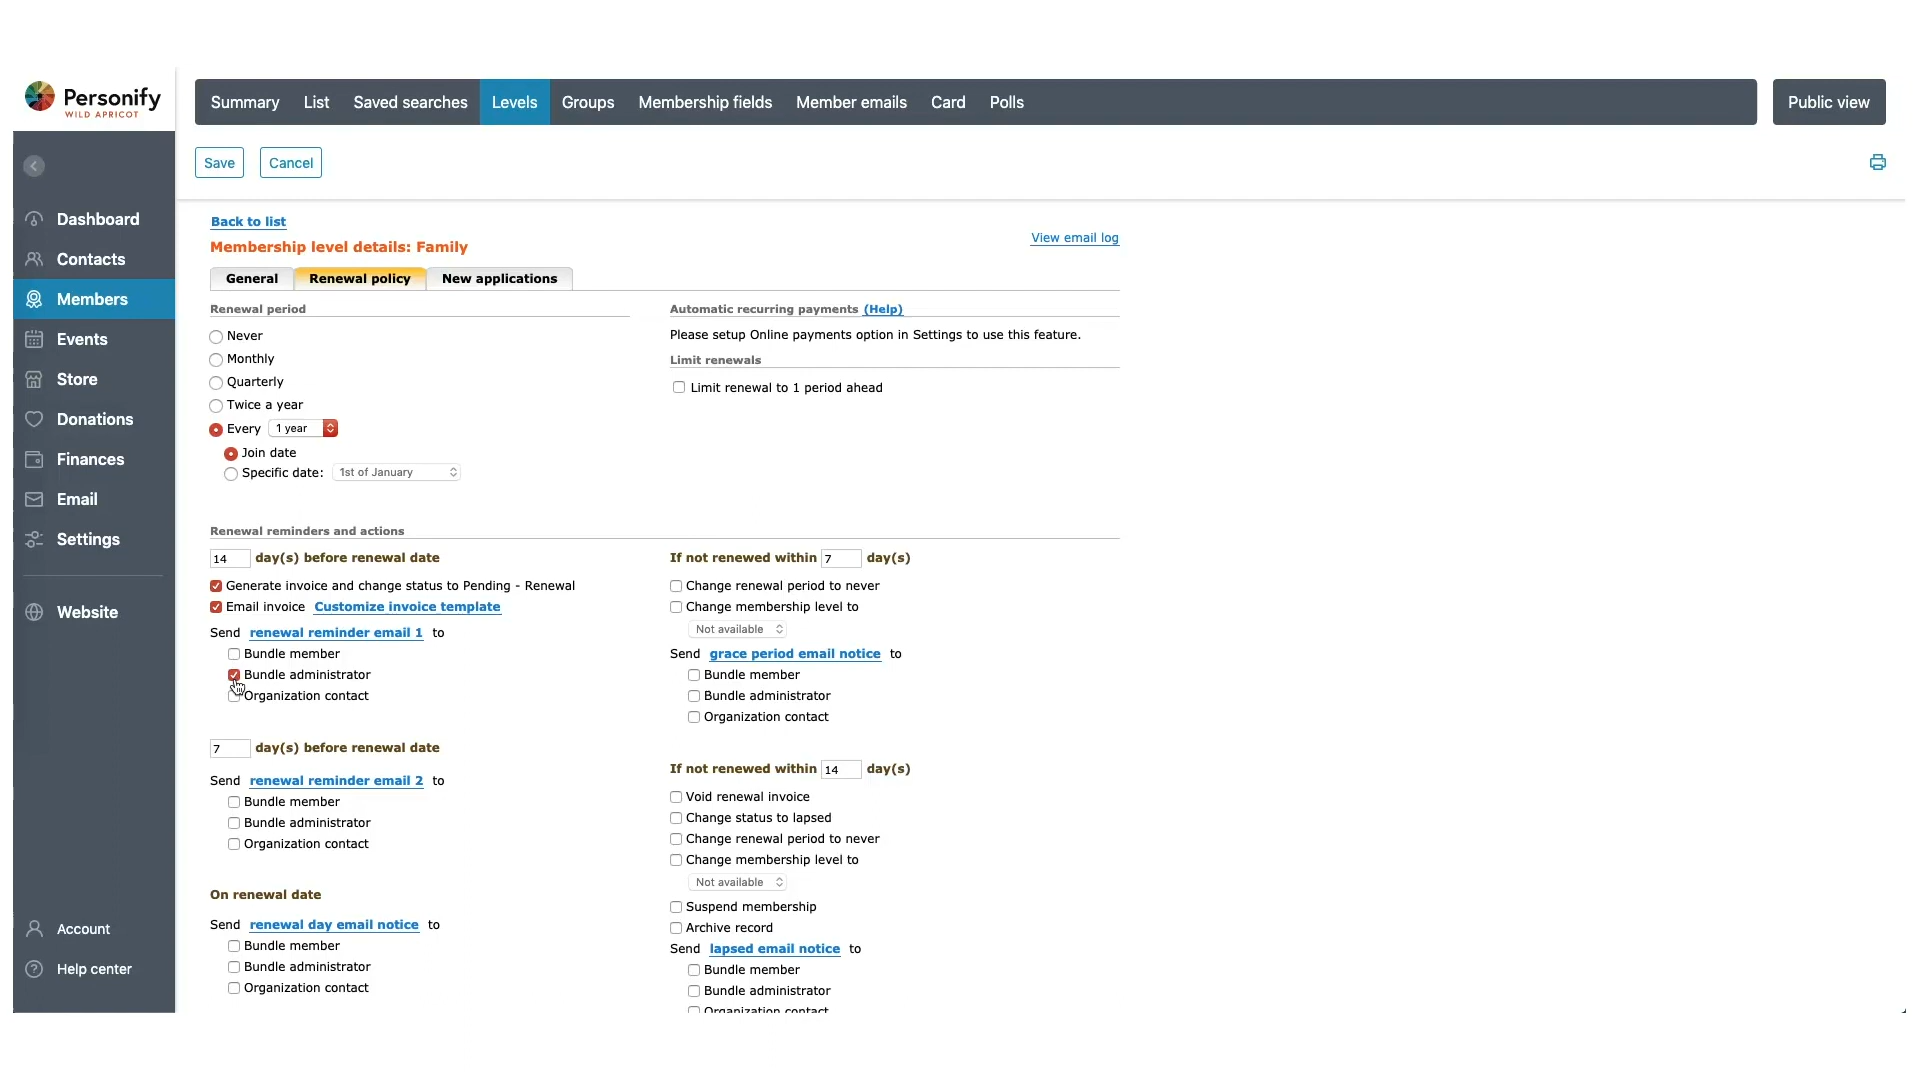 Personify
WILD APRICOT
Summary List Saved searches Levels Groups Membership fields Member emails Card Polls
Public view
Save Cancel
Dashboard
Contacts
Members
Events
Store
Donations
Finances
Email
Settings
Website
Account
Help center
Back to list
Membership level details: Family
View email log
General Renewal policy New applications
Renewal period
Never
Monthly
Quarterly
Twice a year
Every 1 year
Join date
Specific date: 1st of January
Automatic recurring payments (Help)
Please setup Online payments option in Settings to use this feature.
Limit renewals
Limit renewal to 1 period ahead
Renewal reminders and actions
14 day(s) before renewal date
Generate invoice and change status to Pending - Renewal
Email invoice Customize invoice template
Send renewal reminder email 1 to
Bundle member
Bundle administrator
Organization contact
7 day(s) before renewal date
Send renewal reminder email 2 to
Bundle member
Bundle administrator
Organization contact
On renewal date
Send renewal day email notice to
Bundle member
Bundle administrator
Organization contact
If not renewed within 7 day(s)
Change renewal period to never
Change membership level to
Not available
Send grace period email notice to
Bundle member
Bundle administrator
Organization contact
If not renewed within 14 day(s)
Void renewal invoice
Change status to lapsed
Change renewal period to never
Change membership level to
Not available
Suspend membership
Archive record
Send lapsed email notice to
Bundle member
Bundle administrator
Organization contact